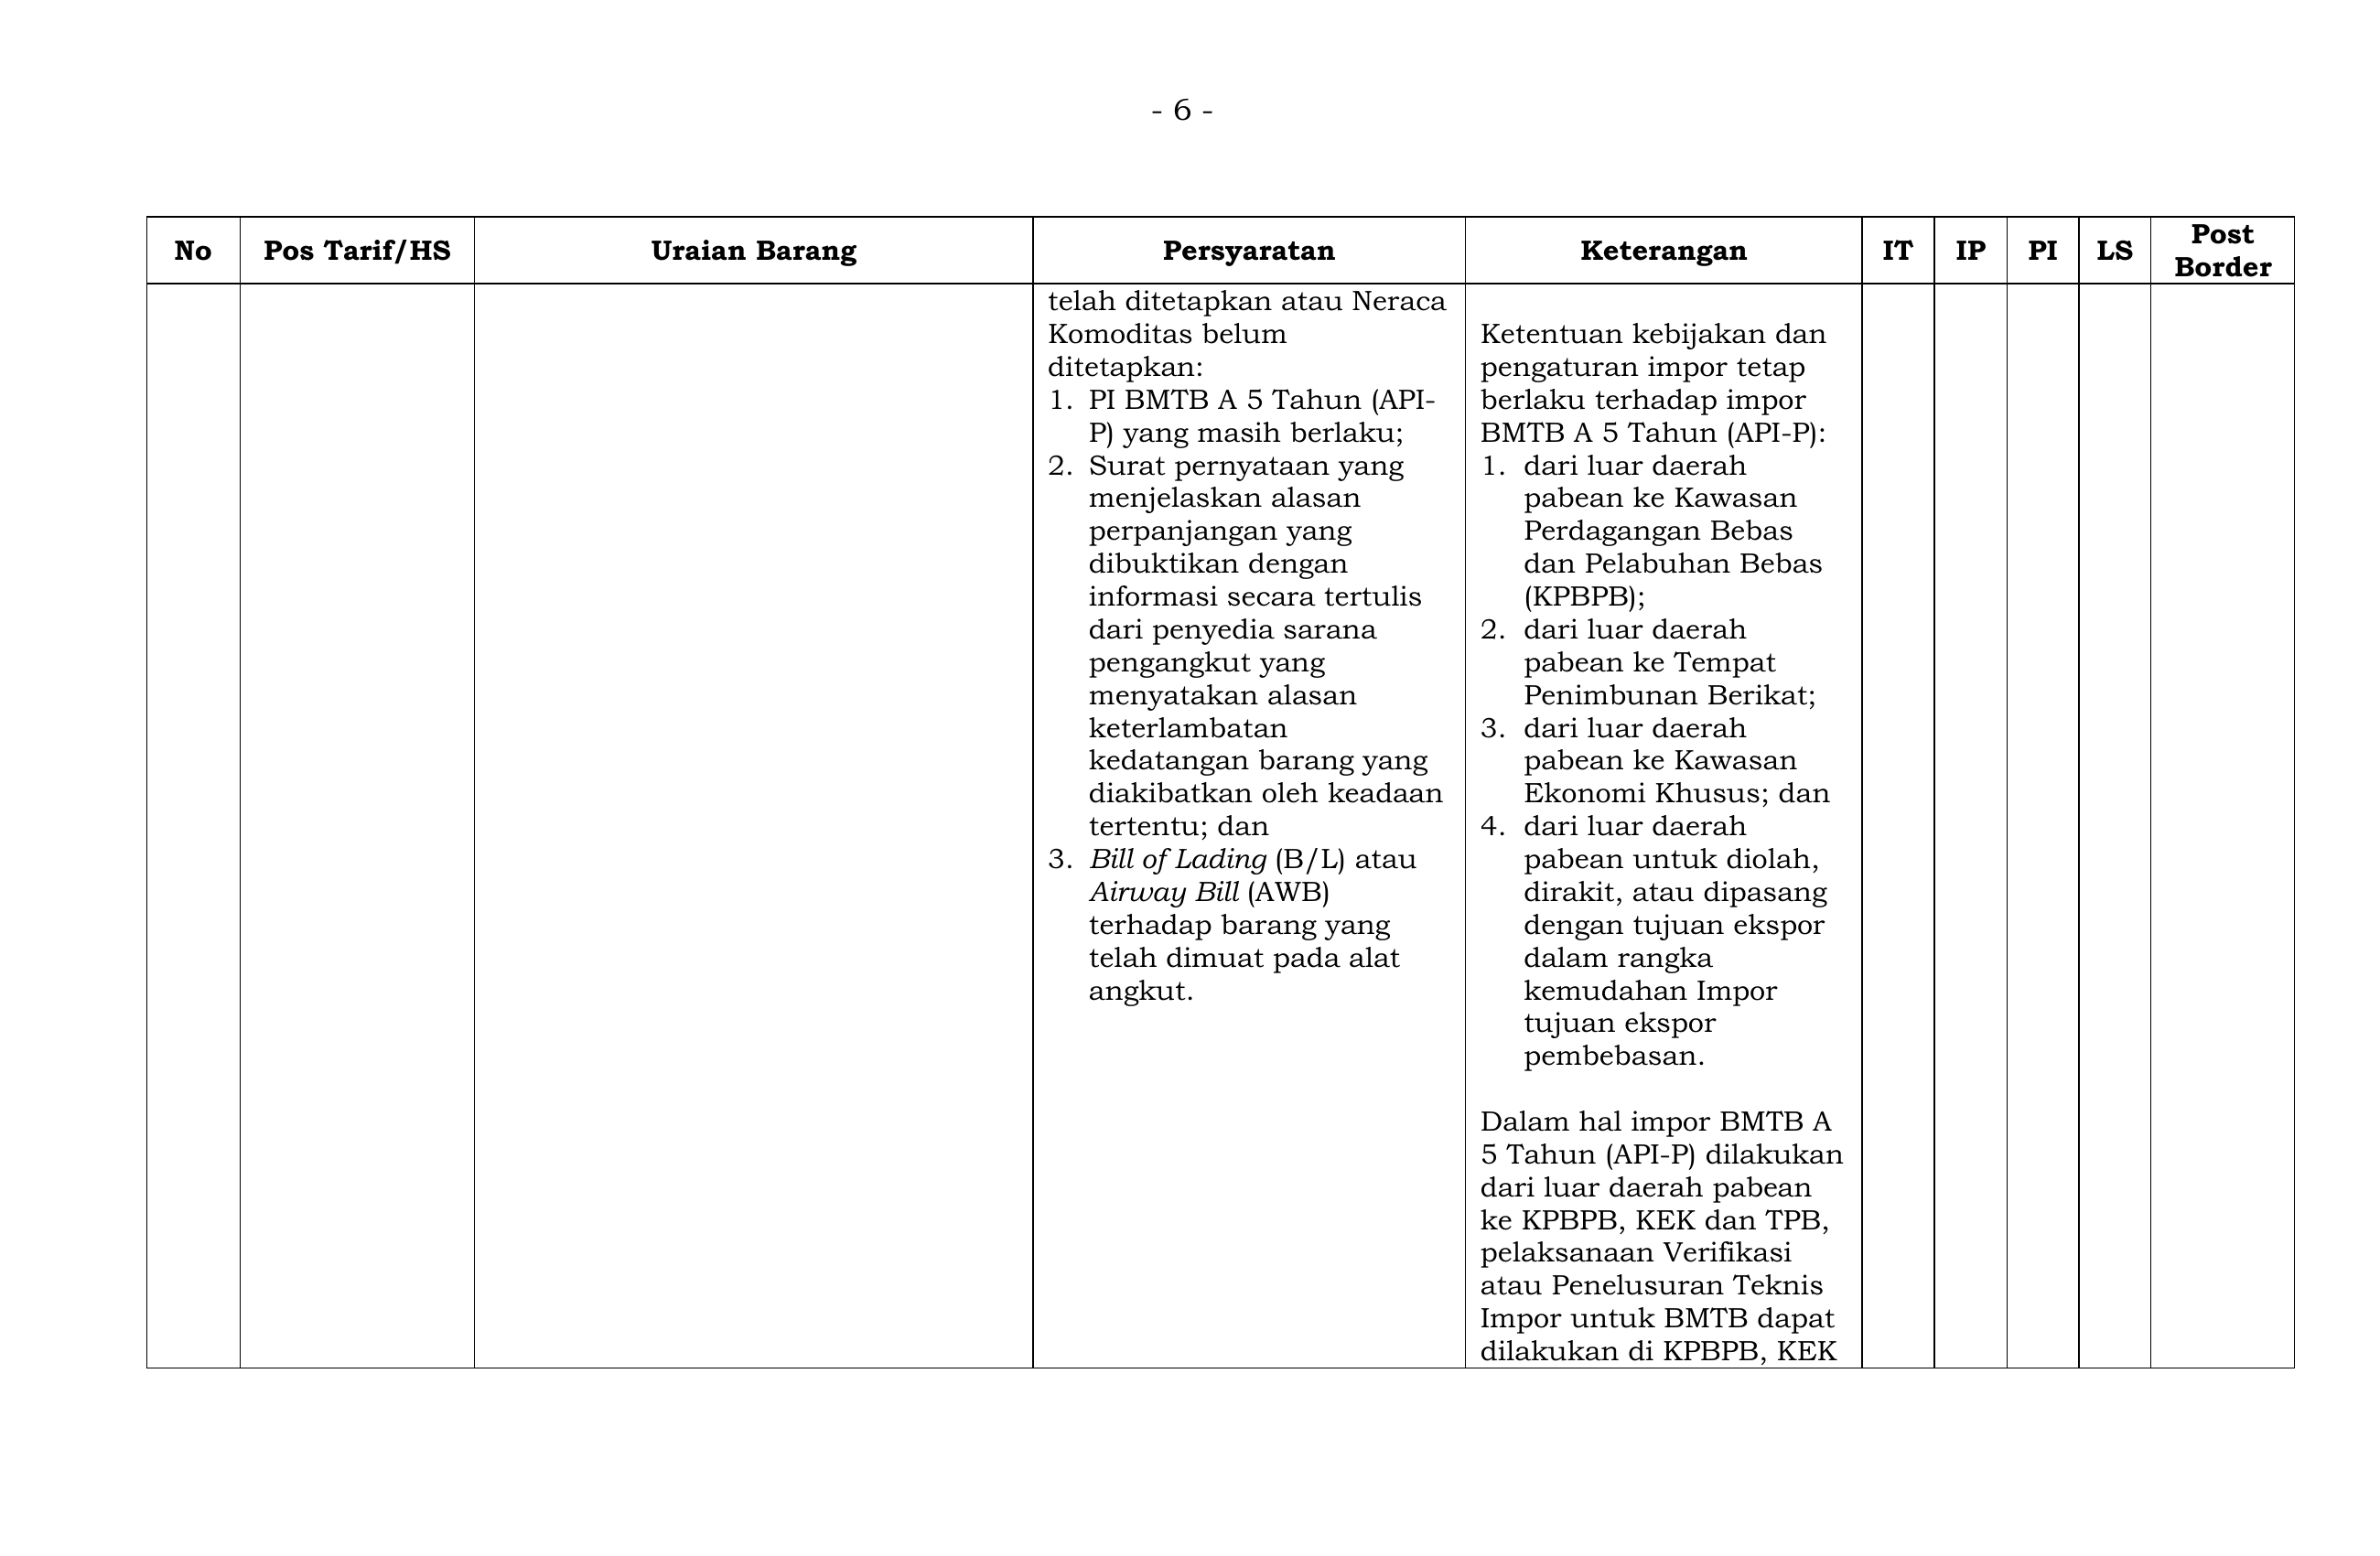 - 6 -
No
Pos Tarif/HS
Uraian Barang
Persyaratan
Keterangan
IT
IP
PI
LS
Post
Border
telah ditetapkan atau Neraca
Komoditas belum
ditetapkan:
1. PI BMTB A 5 Tahun (API-
P) yang masih berlaku;
2. Surat pernyataan yang
menjelaskan alasan
perpanjangan yang
dibuktikan dengan
informasi secara tertulis
dari penyedia sarana
pengangkut yang
menyatakan alasan
keterlambatan
kedatangan barang yang
diakibatkan oleh keadaan
tertentu; dan
3. Bill of Lading (B/L) atau
Airway Bill (AWB)
terhadap barang yang
telah dimuat pada alat
angkut.
Ketentuan kebijakan dan
pengaturan impor tetap
berlaku terhadap impor
BMTB A 5 Tahun (API-P):
1. dari luar daerah
pabean ke Kawasan
Perdagangan Bebas
dan Pelabuhan Bebas
(KPBPB);
2. dari luar daerah
pabean ke Tempat
Penimbunan Berikat;
3. dari luar daerah
pabean ke Kawasan
Ekonomi Khusus; dan
4. dari luar daerah
pabean untuk diolah,
dirakit, atau dipasang
dengan tujuan ekspor
dalam rangka
kemudahan Impor
tujuan ekspor
pembebasan.
Dalam hal impor BMTB A
5 Tahun (API-P) dilakukan
dari luar daerah pabean
ke KPBPB, KEK dan TPB,
pelaksanaan Verifikasi
atau Penelusuran Teknis
Impor untuk BMTB dapat
dilakukan di KPBPB, KEK